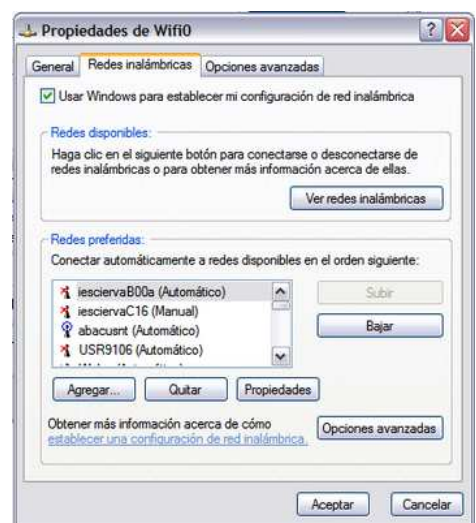 Propiedades de Wifi0
General
Redes inalámbricas
Opciones avanzadas
Usar Windows para establecer mi configuración de red inalámbrica
Redes disponibles:
Haga clic en el siguiente botón para conectarse o desconectarse de
redes inalámbricas o para obtener más información acerca de ellas.
Ver redes inalámbricas
Redes preferidas:
Conectar automáticamente a redes disponibles en el orden siguiente:
iesciervaB00a (Automático)
iesciervaC16 (Manual)
abacusnt (Automático)
USR9106 (Automático)
Subir
Bajar
Agregar...
Quitar
Propiedades
Obtener más información acerca de cómo
establecer una configuración de red inalámbrica.
Opciones avanzadas
Aceptar
Cancelar